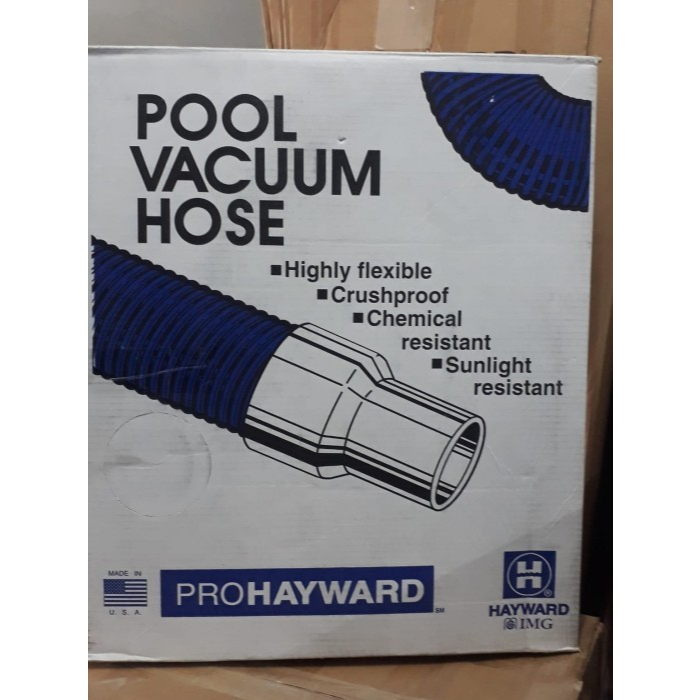 POOL
VACUUM
HOSE
■Highly flexible
■Crushproof
■Chemical
resistant
■Sunlight
resistant
MADE IN
U. S. A.
PROHAYWARD
SM
H
®
HAYWARD
IMG